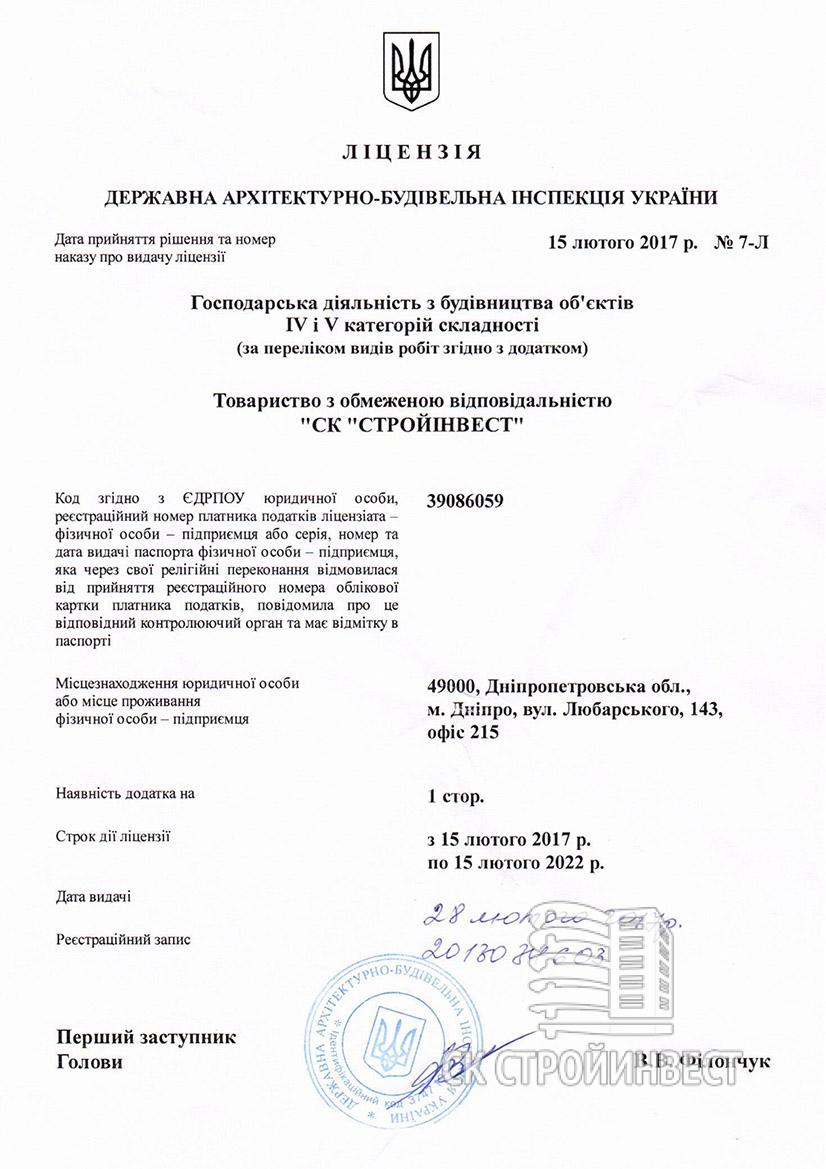 ЛІЦЕНЗІЯ
ДЕРЖАВНА АРХІТЕКТУРНО-БУДІВЕЛЬНА ІНСПЕКЦІЯ УКРАЇНИ
Дата прийняття рішення та номер
наказу про видачу ліцензії
15 лютого 2017 р. № 7-Л
Господарська діяльність з будівництва об'єктів
IV і V категорій складності
(за переліком видів робіт згідно з додатком)
Товариство з обмеженою відповідальністю
"СК "СТРОЙІНВЕСТ"
Код згідно з ЄДРПОУ юридичної особи,
реєстраційний номер платника податків ліцензіата –
фізичної особи – підприємця або серія, номер та
дата видачі паспорта фізичної особи – підприємця,
яка через свої релігійні переконання відмовилася
від прийняття реєстраційного номера облікової
картки платника податків, повідомила про це
відповідний контролюючий орган та має відмітку в
паспорті
39086059
Місцезнаходження юридичної особи
або місце проживання
фізичної особи – підприємця
49000, Дніпропетровська обл.,
м. Дніпро, вул. Любарського, 143,
офіс 215
Наявність додатка на
1 стор.
Строк дії ліцензії
з 15 лютого 2017 р.
по 15 лютого 2022 р.
Дата видачі
28 лютого 2017р.
Реєстраційний запис
Перший заступник
Голови
В.В. Філончук
ДЕРЖАВНА АРХІТЕКТУРНО-БУДІВЕЛЬНА ІНСПЕКЦІЯ УКРАЇНИ
Ідентифікаційний код
СК СТРОЙИНВЕСТ